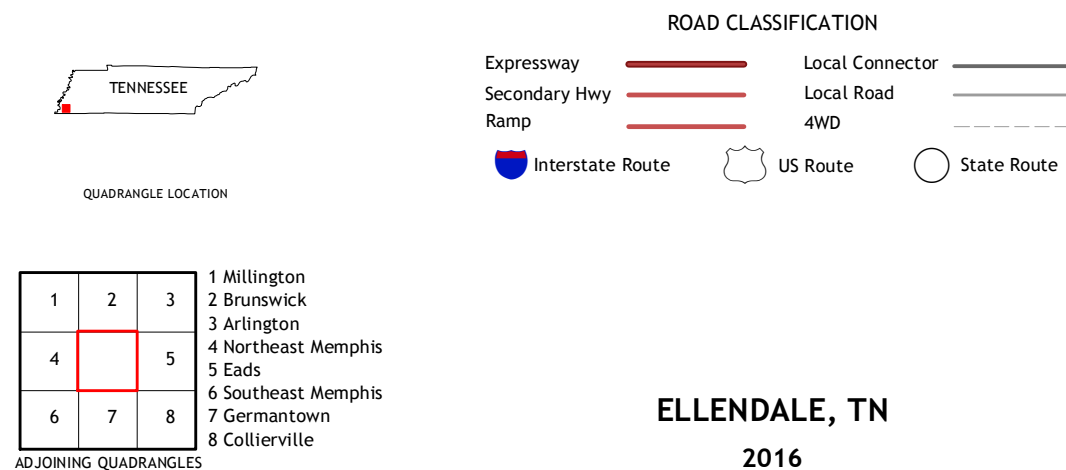 TENNESSEE
QUADRANGLE LOCATION
ROAD CLASSIFICATION
Expressway
Secondary Hwy
Ramp
Local Connector
Local Road
4WD
Interstate Route
US Route
State Route
1 2 3
4 5
6 7 8
1 Millington
2 Brunswick
3 Arlington
4 Northeast Memphis
5 Eads
6 Southeast Memphis
7 Germantown
8 Collierville
ADJOINING QUADRANGLES
ELLENDALE, TN
2016